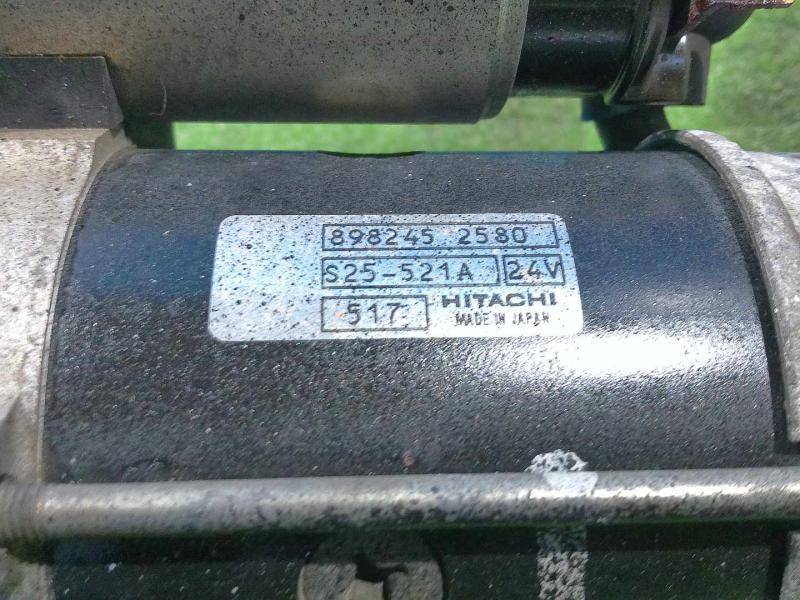 898245 2580
S25-521A 24V
517 HITACHI
MADE IN JAPAN